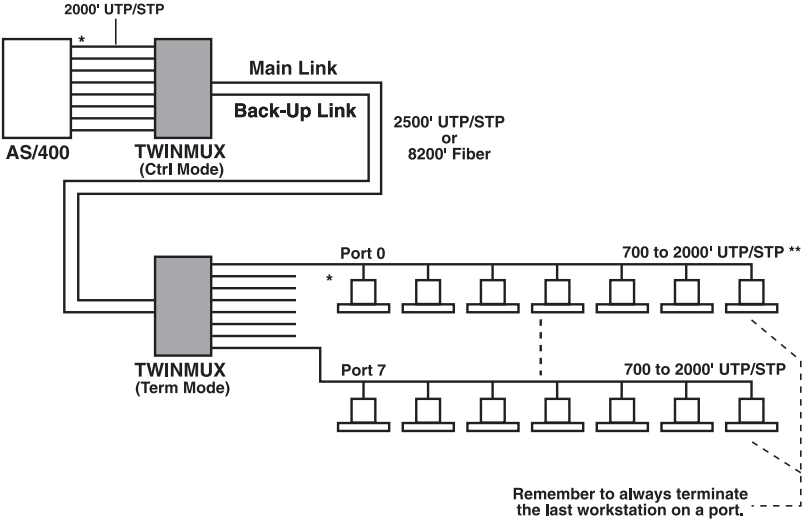 2000' UTP/STP
*
Main Link
Back-Up Link
2500' UTP/STP
or
8200' Fiber
AS/400
TWINMUX
(Ctrl Mode)
Port 0
700 to 2000' UTP/STP **
*
TWINMUX
(Term Mode)
Port 7
700 to 2000' UTP/STP
Remember to always terminate
the last workstation on a port.